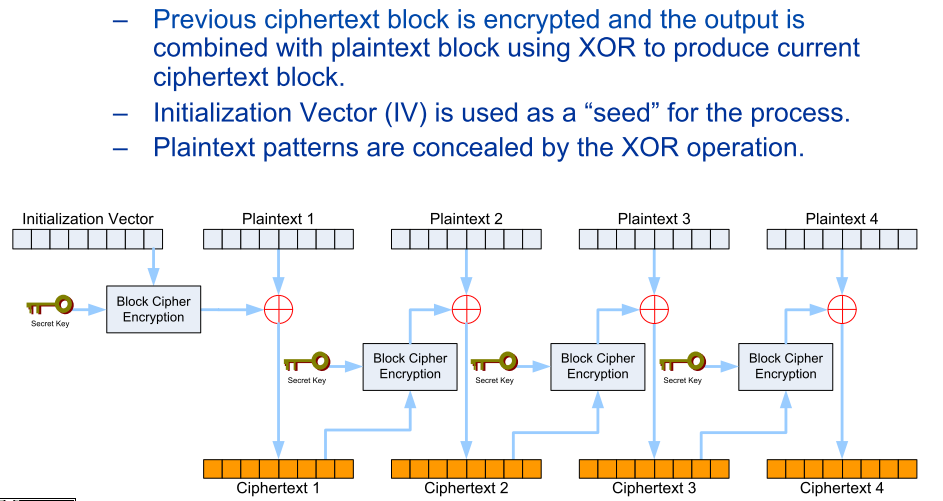 – Previous ciphertext block is encrypted and the output is
combined with plaintext block using XOR to produce current
ciphertext block.
– Initialization Vector (IV) is used as a “seed” for the process.
– Plaintext patterns are concealed by the XOR operation.
Initialization Vector
Plaintext 1
Plaintext 2
Plaintext 3
Plaintext 4
Secret Key
Block Cipher
Encryption
Secret Key
Block Cipher
Encryption
Secret Key
Block Cipher
Encryption
Secret Key
Block Cipher
Encryption
Ciphertext 1
Ciphertext 2
Ciphertext 3
Ciphertext 4